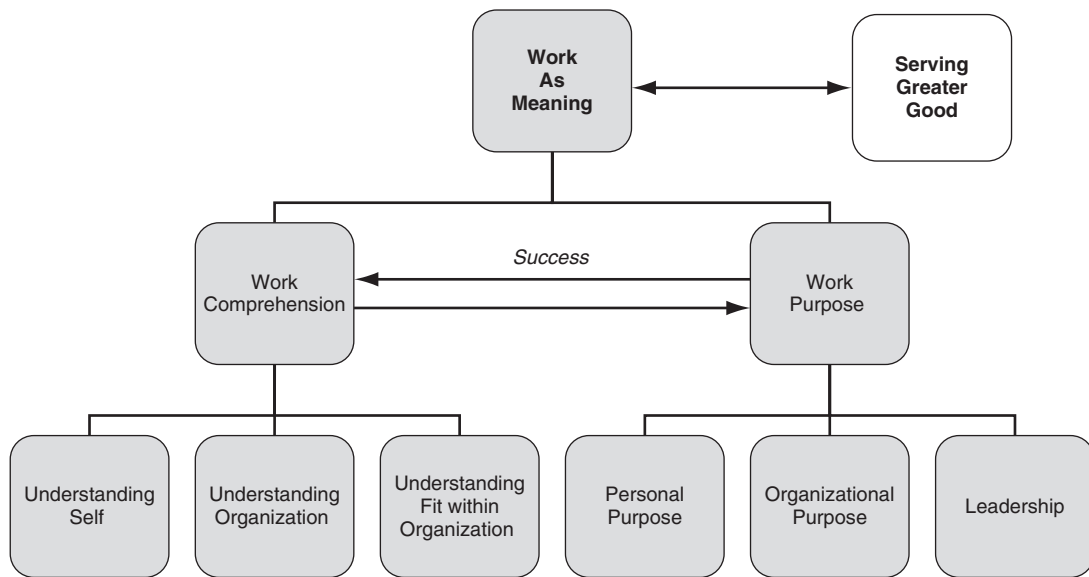 Work
As
Meaning
Serving
Greater
Good
Success
Work
Comprehension
Work
Purpose
Understanding
Self
Understanding
Organization
Understanding
Fit within
Organization
Personal
Purpose
Organizational
Purpose
Leadership